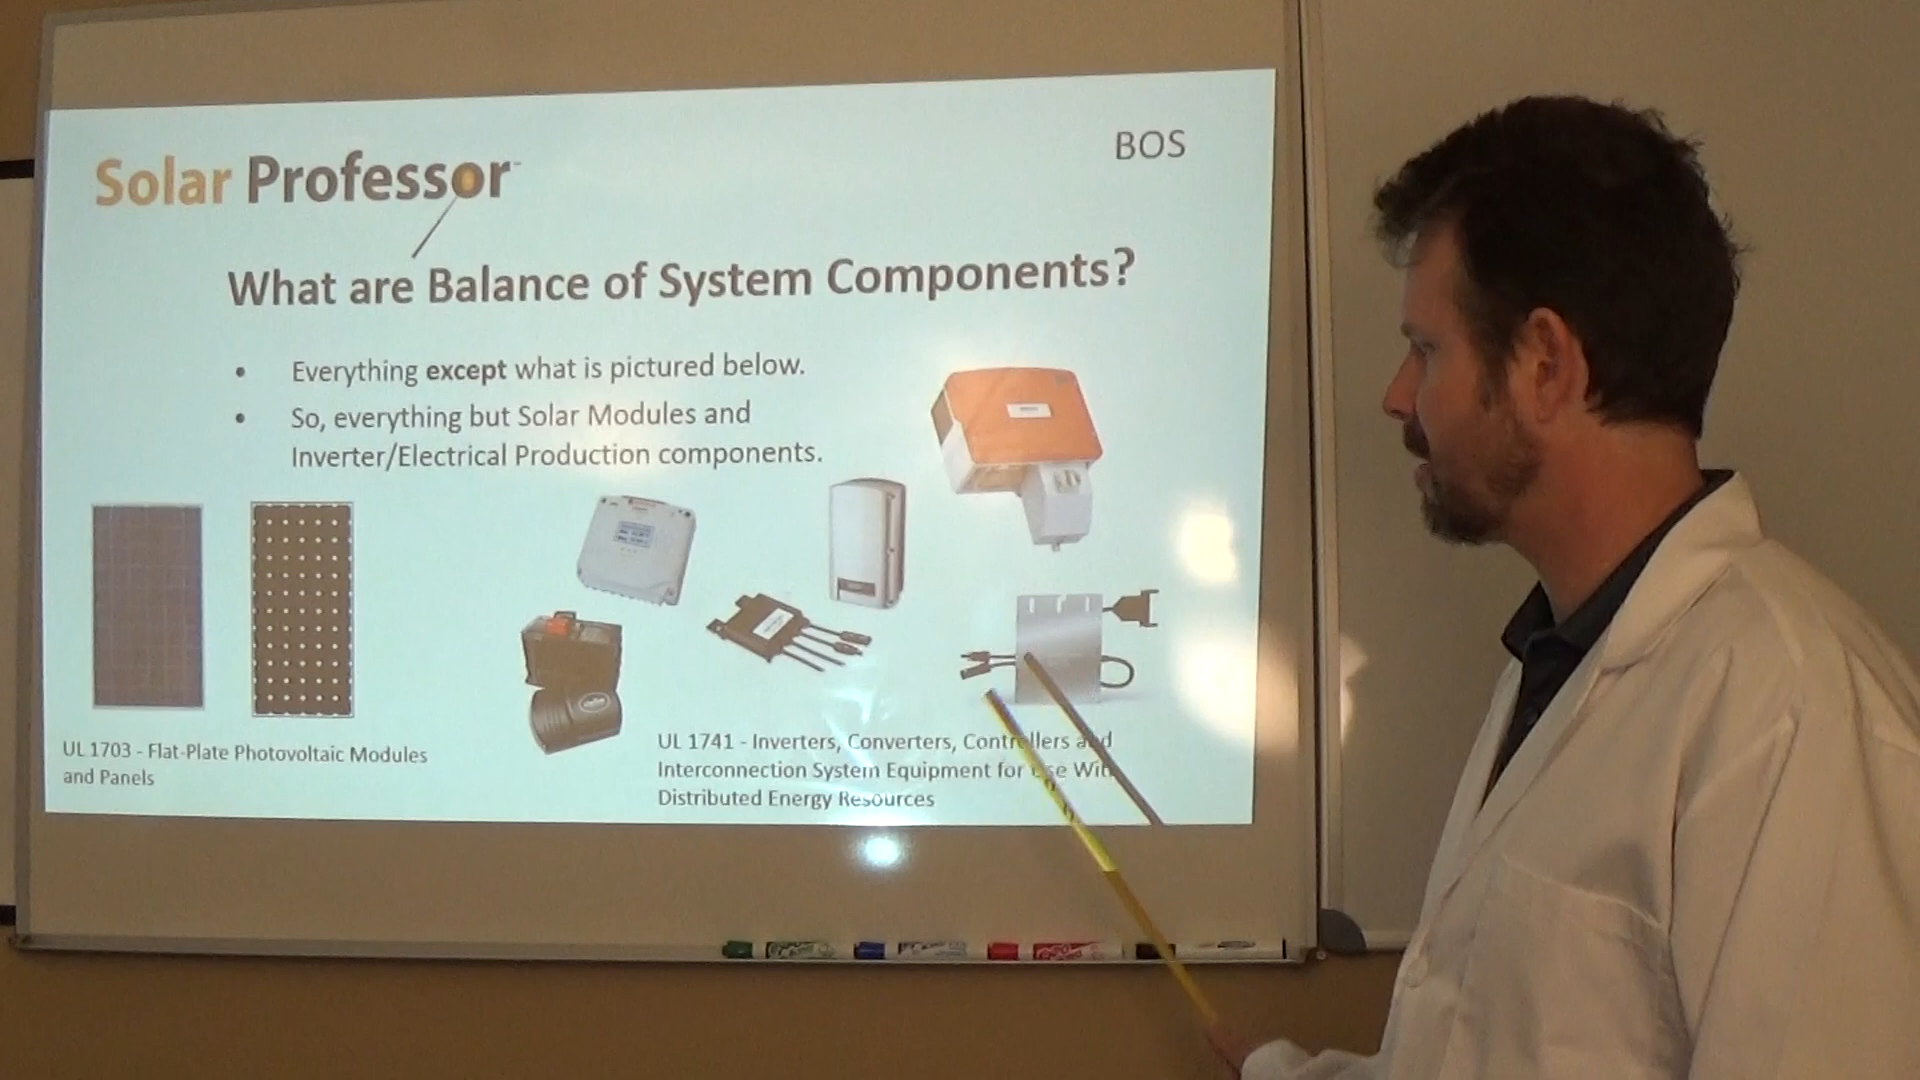 Solar Professor
BOS
What are Balance of System Components?
• Everything except what is pictured below.
• So, everything but Solar Modules and
Inverter/Electrical Production components.
UL 1703 - Flat-Plate Photovoltaic Modules
and Panels
UL 1741 - Inverters, Converters, Controllers and
Interconnection System Equipment for Use With
Distributed Energy Resources